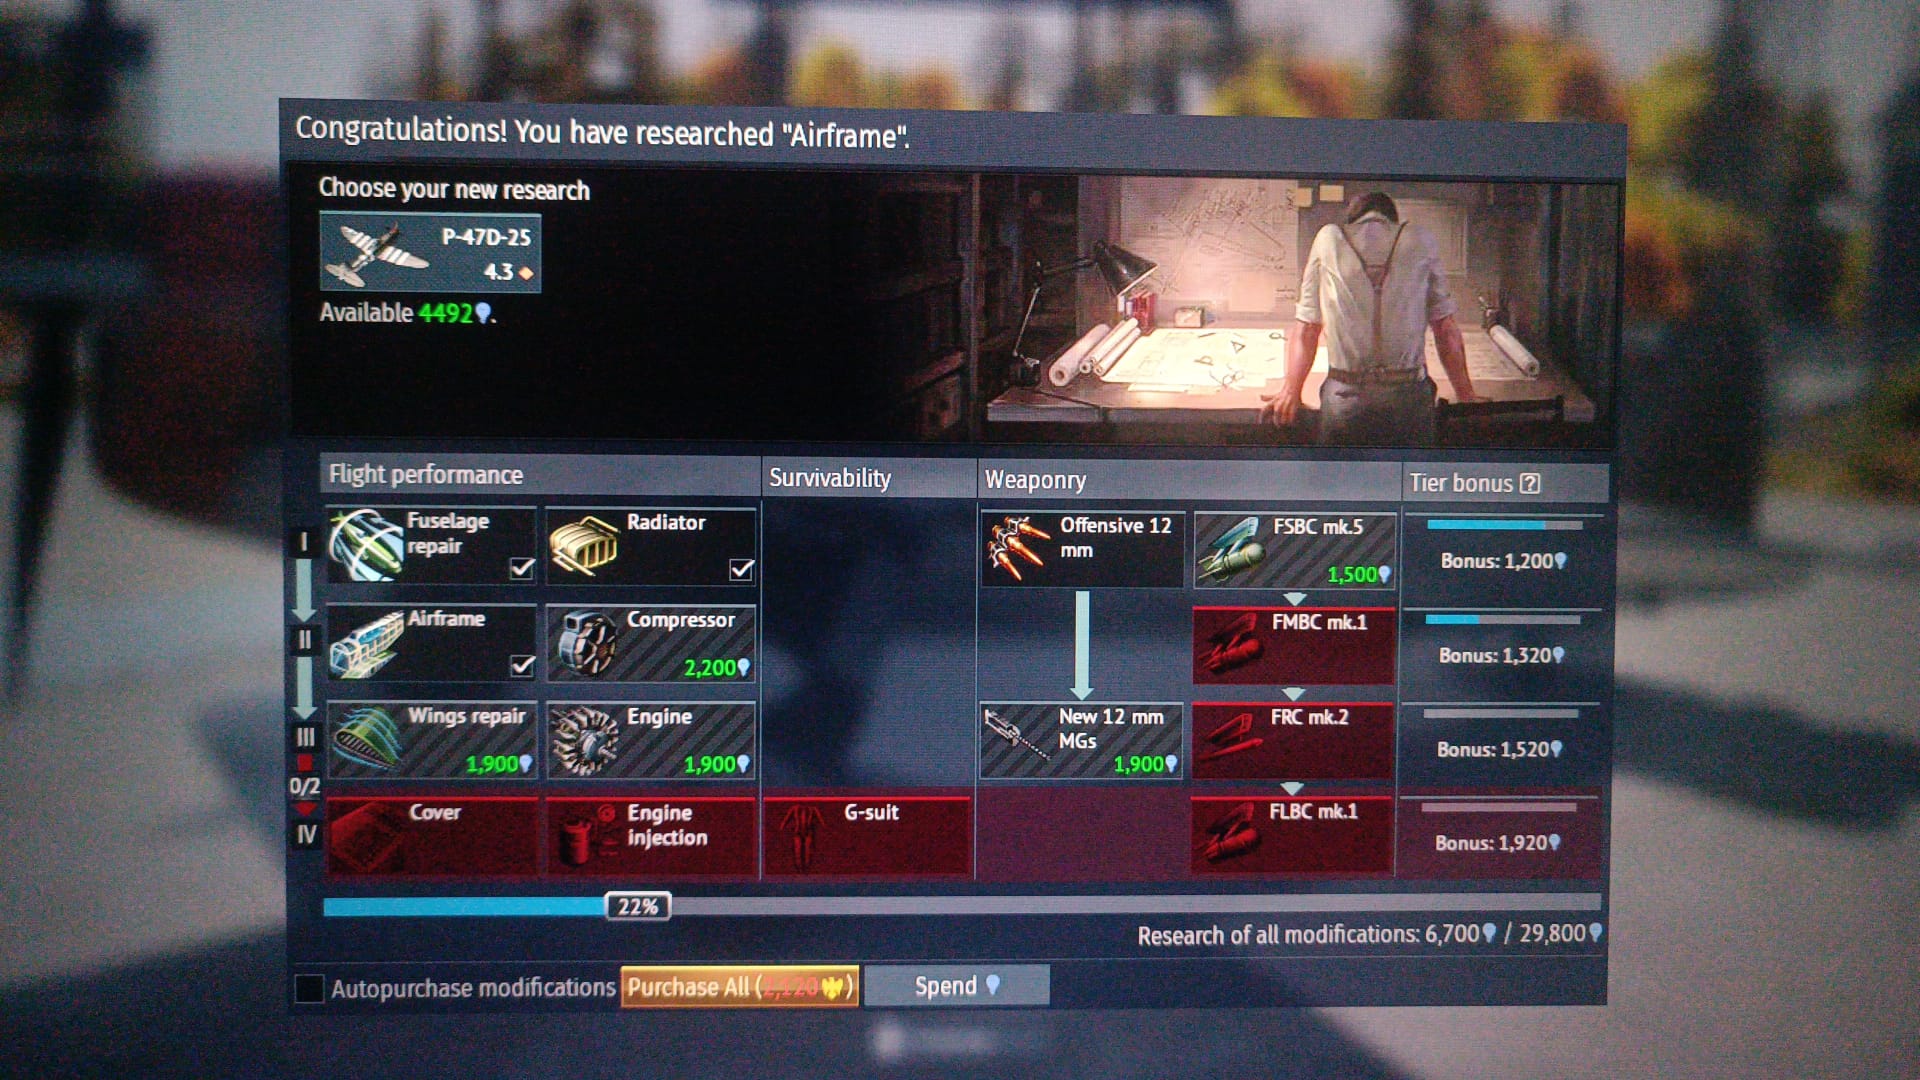 Congratulations! You have researched "Airframe".
Choose your new research
P-47D-25
4.3
Available 4492.
Flight performance
Survivability
Weaponry
Tier bonus [?]
I
Fuselage
repair
Radiator
Offensive 12
mm
FSBC mk.5
1,500
Bonus: 1,200
II
Airframe
Compressor
2,200
FMBC mk.1
Bonus: 1,320
III
0/2
Wings repair
1,900
Engine
1,900
New 12 mm
MGs
1,900
FRC mk.2
Bonus: 1,520
IV
Cover
Engine
injection
G-suit
FLBC mk.1
Bonus: 1,920
22%
Research of all modifications: 6,700 / 29,800
Autopurchase modifications
Purchase All (2,120)
Spend